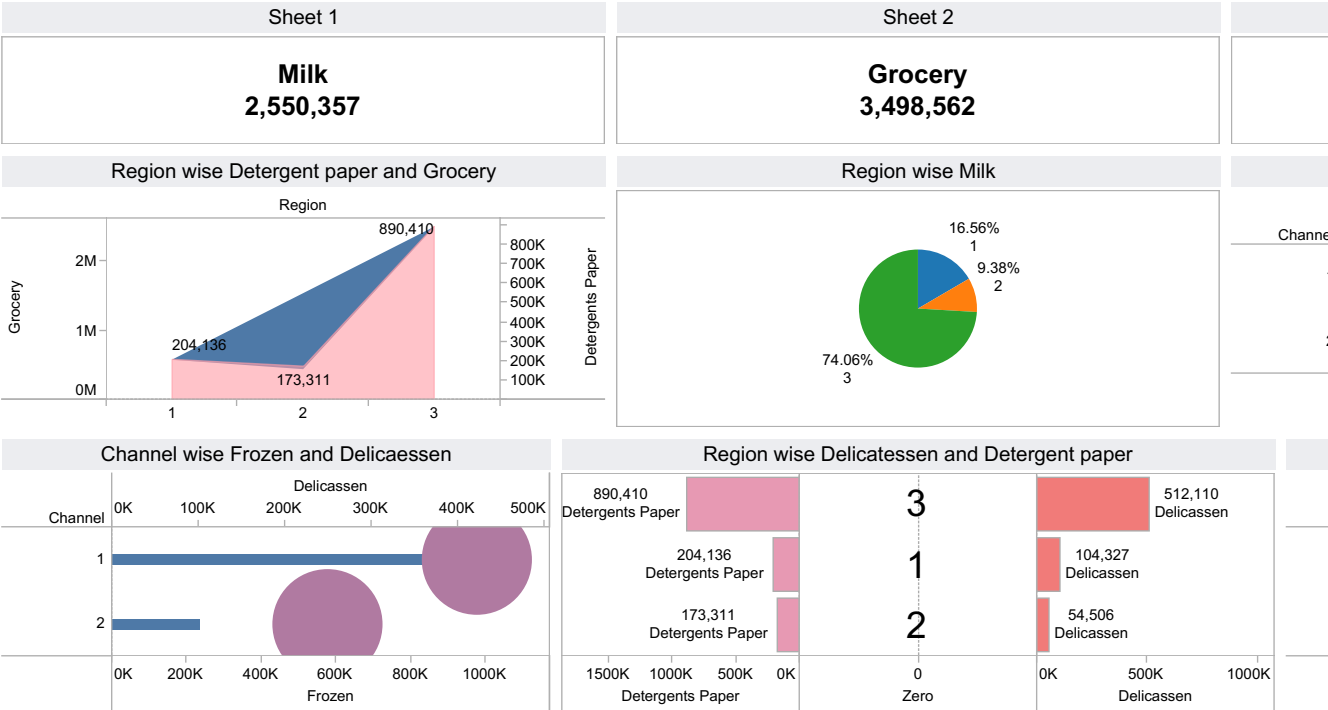 Sheet 1
Sheet 2
Milk
2,550,357
Grocery
3,498,562
Region wise Detergent paper and Grocery
Region wise Milk
Region
Grocery
2M
1M
0M
890,410
204,136
173,311
800K
700K
600K
500K
400K
300K
200K
100K
Detergents Paper
1 2 3
16.56%
1
9.38%
2
74.06%
3
Channel wise Frozen and Delicaessen
Delicassen
0K 100K 200K 300K 400K 500K
Channel
1
2
0K 200K 400K 600K 800K 1000K
Frozen
Region wise Delicatessen and Detergent paper
890,410
Detergents Paper
3
512,110
Delicassen
204,136
Detergents Paper
1
104,327
Delicassen
173,311
Detergents Paper
2
54,506
Delicassen
1500K 1000K 500K 0K
0
0K 500K 1000K
Detergents Paper
Zero
Delicassen